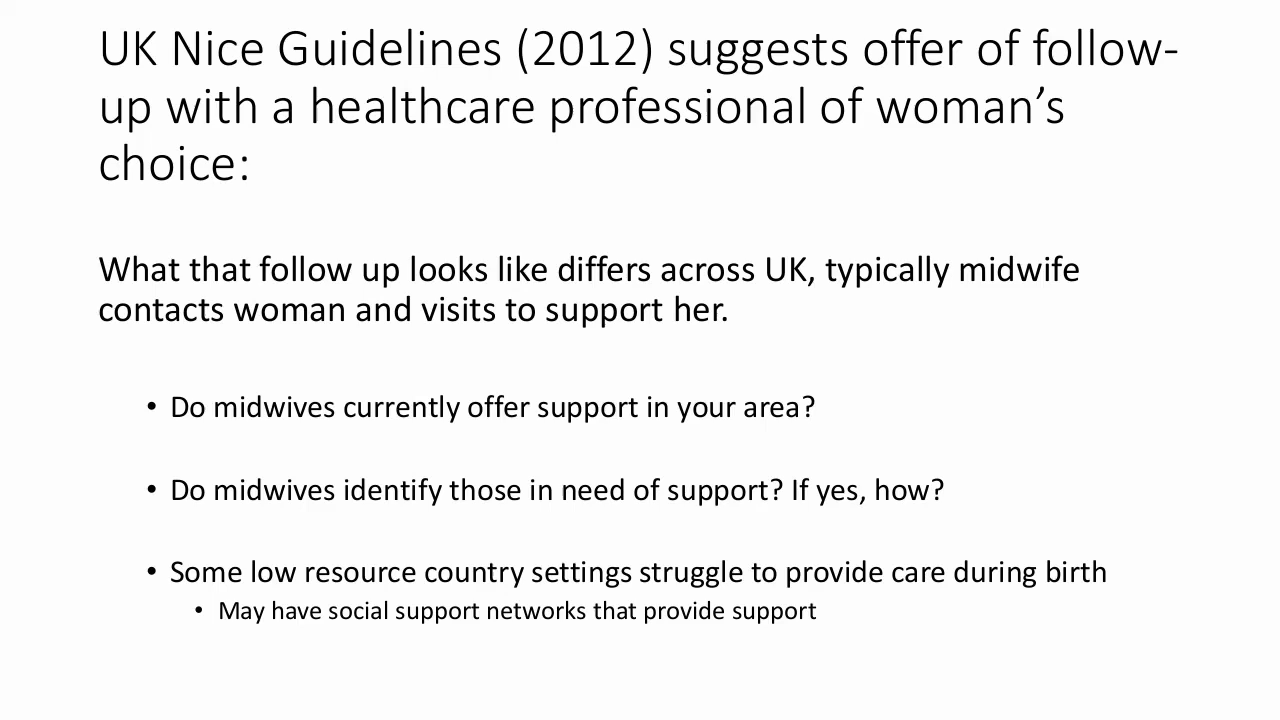 UK Nice Guidelines (2012) suggests offer of follow-
up with a healthcare professional of woman’s
choice:
What that follow up looks like differs across UK, typically midwife
contacts woman and visits to support her.
• Do midwives currently offer support in your area?
• Do midwives identify those in need of support? If yes, how?
• Some low resource country settings struggle to provide care during birth
• May have social support networks that provide support